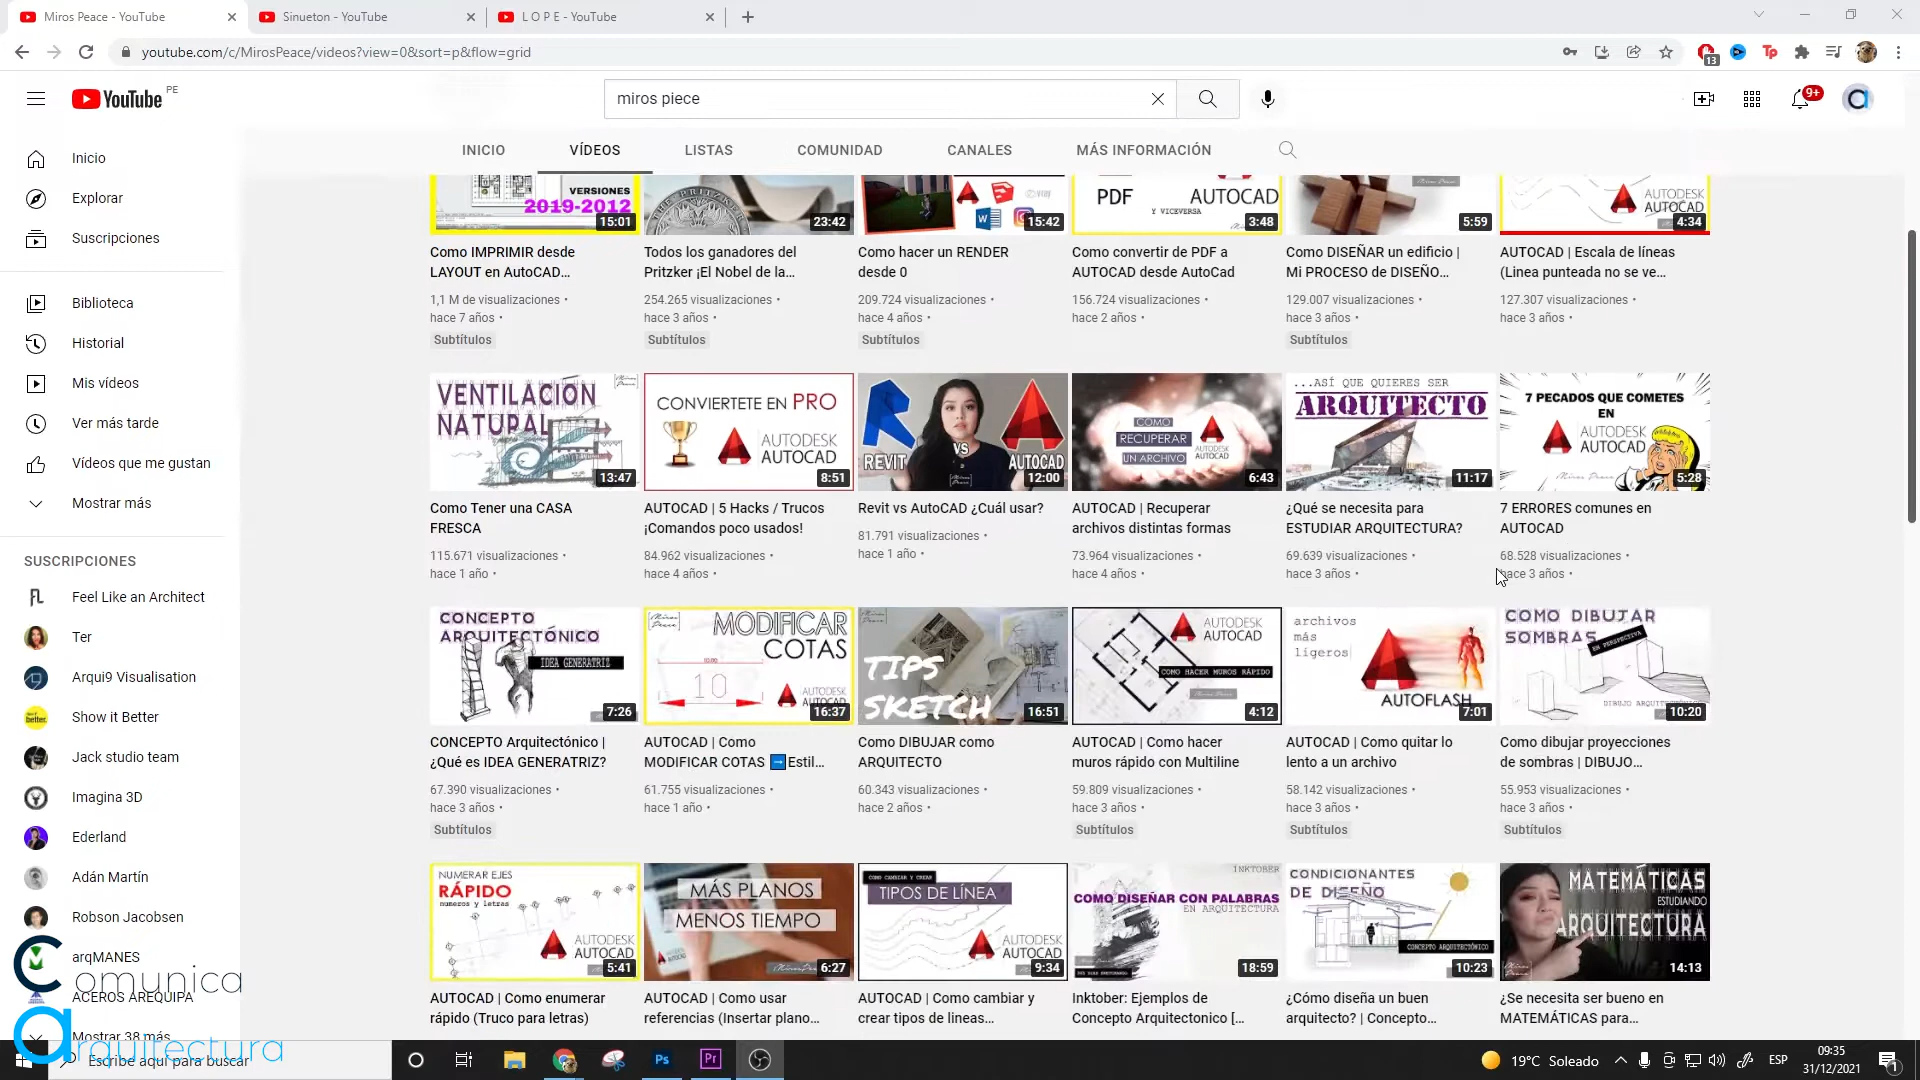 Miros Peace - YouTube
Sinueton - YouTube
L O P E - YouTube
youtube.com/c/MirosPeace/videos?view=0&sort=p&flow=grid
13
YouTube PE
miros piece
9+
INICIO
VÍDEOS
LISTAS
COMUNIDAD
CANALES
MÁS INFORMACIÓN
Inicio
Explorar
Suscripciones
Biblioteca
Historial
Mis vídeos
Ver más tarde
Vídeos que me gustan
Mostrar más
SUSCRIPCIONES
Feel Like an Architect
Ter
Arqui9 Visualisation
Show it Better
Jack studio team
Imagina 3D
Ederland
Adán Martín
Robson Jacobsen
arqMANES
ACEROS AREQUIPA
Mostrar 38 más
Comunica
arquitectura
VERSIONES
2019-2012
15:01
Como IMPRIMIR desde
LAYOUT en AutoCAD...
1,1 M de visualizaciones •
hace 7 años •
Subtítulos
23:42
Todos los ganadores del
Pritzker ¡El Nobel de la...
254.265 visualizaciones •
hace 3 años •
Subtítulos
15:42
Como hacer un RENDER
desde 0
209.724 visualizaciones •
hace 4 años •
Subtítulos
PDF
Y VICEVERSA
AUTOCAD
3:48
Como convertir de PDF a
AUTOCAD desde AutoCad
156.724 visualizaciones •
hace 2 años •
5:59
Como DISEÑAR un edificio |
Mi PROCESO de DISEÑO...
129.007 visualizaciones •
hace 3 años •
Subtítulos
AUTODESK
AUTOCAD
4:34
AUTOCAD | Escala de líneas
(Linea punteada no se ve...
127.307 visualizaciones •
hace 3 años •
VENTILACIÓN
NATURAL
13:47
Como Tener una CASA
FRESCA
115.671 visualizaciones •
hace 1 año •
CONVIERTETE EN PRO
AUTODESK
AUTOCAD
8:51
AUTOCAD | 5 Hacks / Trucos
¡Comandos poco usados!
84.962 visualizaciones •
hace 4 años •
REVIT
VS
AUTOCAD
12:00
Revit vs AutoCAD ¿Cuál usar?
81.791 visualizaciones •
hace 1 año •
COMO
RECUPERAR
UN ARCHIVO
AUTODESK
AUTOCAD
6:43
AUTOCAD | Recuperar
archivos distintas formas
73.964 visualizaciones •
hace 4 años •
...ASÍ QUE QUIERES SER
ARQUITECTO
11:17
¿Qué se necesita para
ESTUDIAR ARQUITECTURA?
69.639 visualizaciones •
hace 3 años •
7 PECADOS QUE COMETES
EN
AUTODESK
AUTOCAD
5:28
7 ERRORES comunes en
AUTOCAD
68.528 visualizaciones •
hace 3 años •
CONCEPTO
ARQUITECTÓNICO
IDEA GENERATRIZ
7:26
CONCEPTO Arquitectónico |
¿Qué es IDEA GENERATRIZ?
67.390 visualizaciones •
hace 3 años •
Subtítulos
Miros Peace
MODIFICAR
COTAS
10
AUTODESK
AUTOCAD
16:37
AUTOCAD | Como
MODIFICAR COTAS ➡Estil...
61.755 visualizaciones •
hace 1 año •
TIPS
SKETCH
16:51
Como DIBUJAR como
ARQUITECTO
60.343 visualizaciones •
hace 2 años •
AUTODESK
AUTOCAD
COMO HACER MUROS RÁPIDO
4:12
AUTOCAD | Como hacer
muros rápido con Multiline
59.809 visualizaciones •
hace 3 años •
Subtítulos
archivos
más
ligeros
AUTOFLASH
7:01
AUTOCAD | Como quitar lo
lento a un archivo
58.142 visualizaciones •
hace 3 años •
Subtítulos
COMO DIBUJAR
SOMBRAS
EN PERSPECTIVA
10:20
Como dibujar proyecciones
de sombras | DIBUJO...
55.953 visualizaciones •
hace 3 años •
Subtítulos
NUMERAR EJES
RÁPIDO
números y letras
AUTODESK
AUTOCAD
5:41
AUTOCAD | Como enumerar
rápido (Truco para letras)
MÁS PLANOS
MENOS TIEMPO
6:27
AUTOCAD | Como usar
referencias (Insertar plano...
COMO CAMBIAR Y CREAR
TIPOS DE LÍNEA
AUTODESK
AUTOCAD
9:34
AUTOCAD | Como cambiar y
crear tipos de lineas...
INKTOBER
COMO DISEÑAR CON PALABRAS
EN ARQUITECTURA
18:59
Inktober: Ejemplos de
Concepto Arquitectonico [...
CONDICIONANTES
DE DISEÑO
CONCEPTO ARQUITECTÓNICO
10:23
¿Cómo diseña un buen
arquitecto? | Concepto...
MATEMÁTICAS
ESTUDIANDO
ARQUITECTURA
14:13
¿Se necesita ser bueno en
MATEMÁTICAS para...
Escribe aquí para buscar
Ps
Pr
19°C Soleado
ESP
09:35
31/12/2021
1